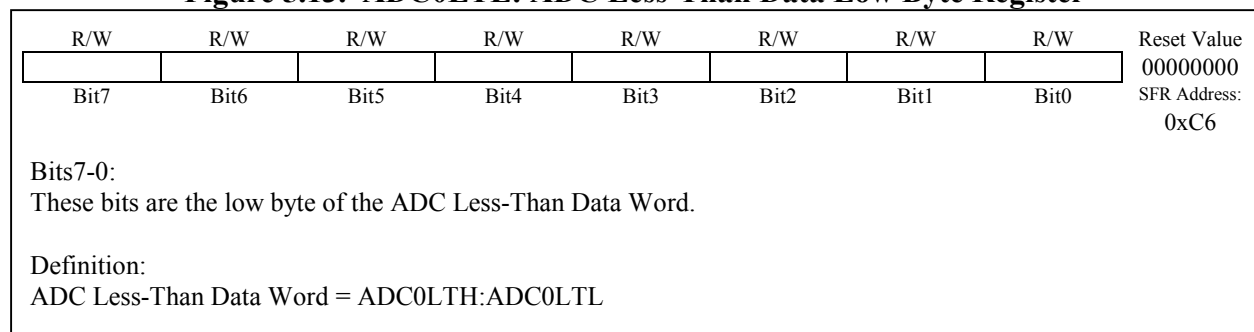 Figure 5.13. ADC0LTL: ADC Less-Than Data Low Byte Register
R/W R/W R/W R/W R/W R/W R/W R/W Reset Value
00000000
Bit7 Bit6 Bit5 Bit4 Bit3 Bit2 Bit1 Bit0 SFR Address:
0xC6
Bits7-0:
These bits are the low byte of the ADC Less-Than Data Word.
Definition:
ADC Less-Than Data Word = ADC0LTH:ADC0LTL